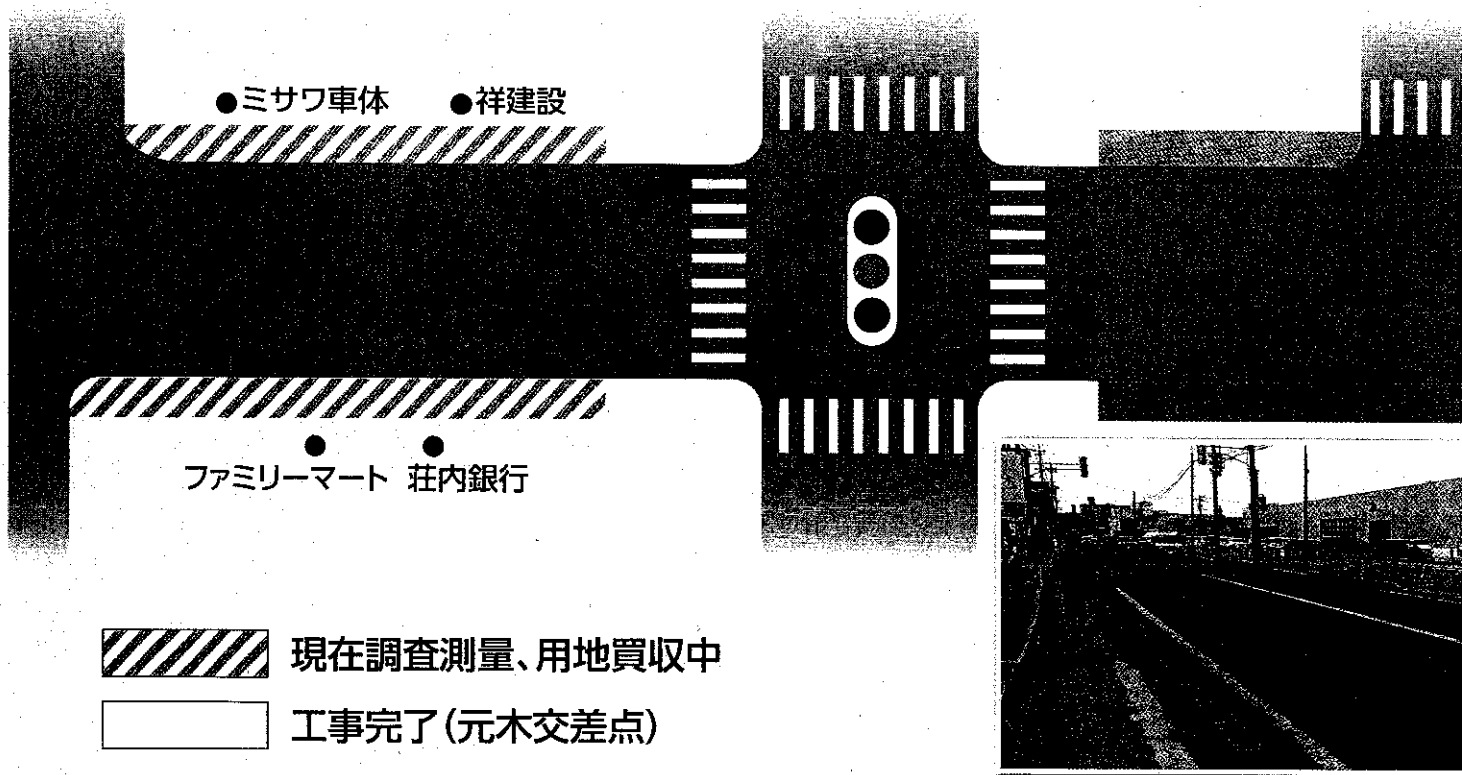 ●ミサワ車体 ●祥建設
●ファミリーマート ●荘内銀行
現在調査測量、用地買収中
工事完了(元木交差点)